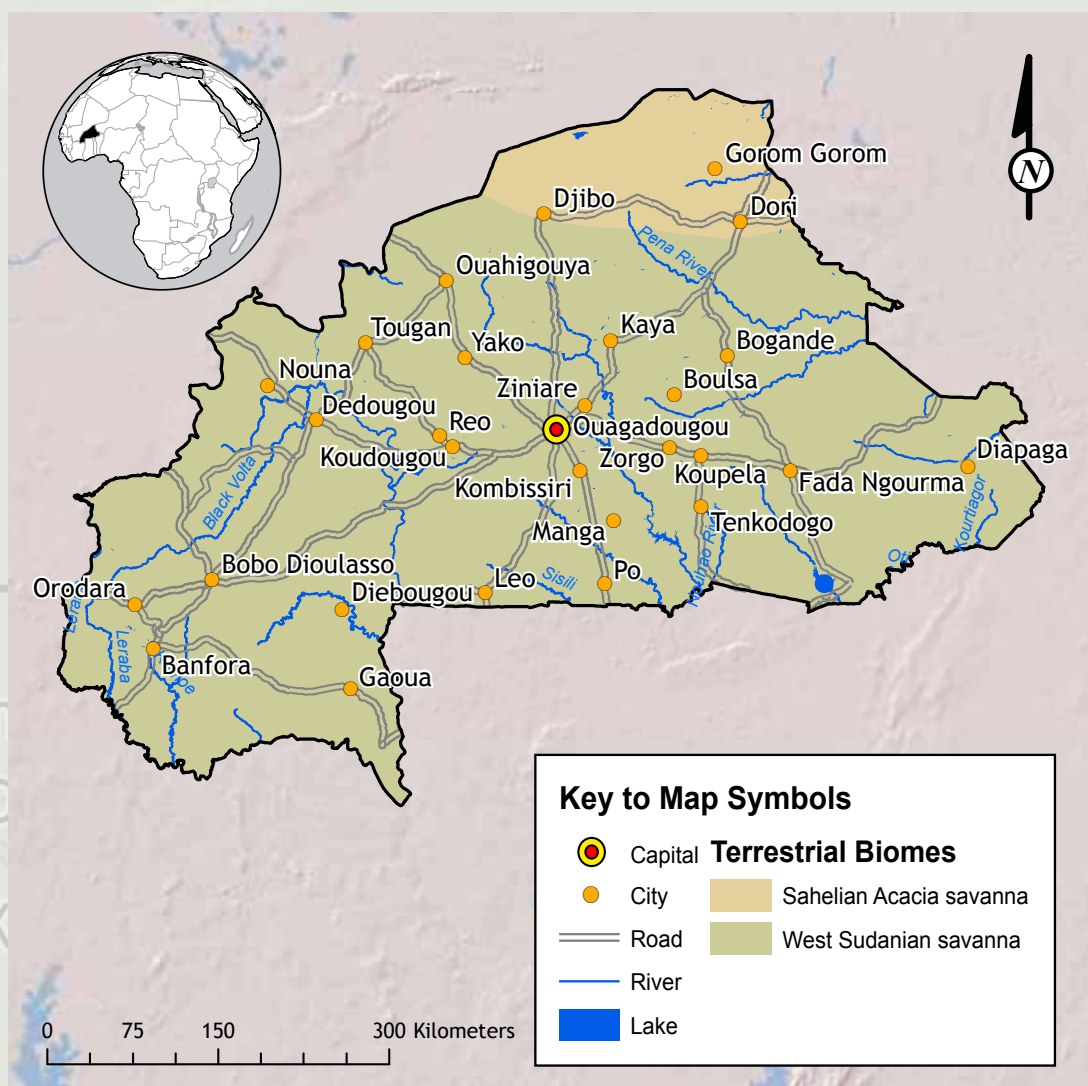 N
Gorom Gorom
Djibo
Dori
Pena River
Ouahigouya
Tougan
Yako
Kaya
Bogande
Nouna
Ziniare
Boulsa
Dedougou
Reo
Ouagadougou
Koudougou
Zorgo
Koupela
Diapaga
Kombissiri
Fada Ngourma
Black Volta
Manga
Tenkodogo
Kourtiagor
Bobo Dioulasso
Leo
Sisili
Po
River
Oti
Orodara
Diebougou
Leraba
Banfora
Gaoua
Key to Map Symbols
Capital Terrestrial Biomes
City Sahelian Acacia savanna
Road West Sudanian savanna
River
Lake
0 75 150 300 Kilometers